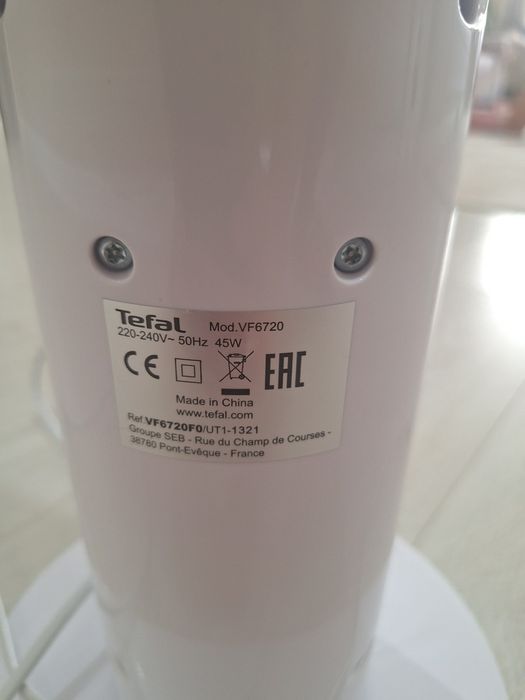 Tefal Mod.VF6720
220-240V~ 50Hz 45W
CE EAC
Made in China
www.tefal.com
Ref.VF6720F0/UT1-1321
Groupe SEB - Rue du Champ de Courses -
38780 Pont-Evêque - France